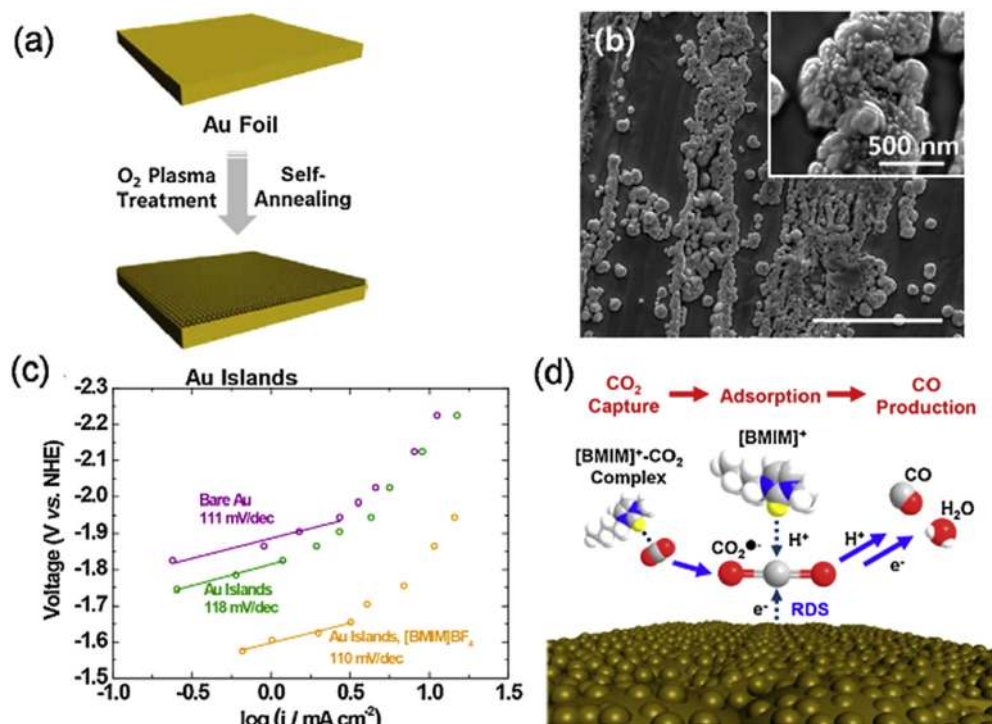 (a)
Au Foil
O₂ Plasma
Treatment
Self-
Annealing
Au Islands
(b)
500 nm
(c)
-2.3
-2.2
-2.1
-2.0
-1.9
-1.8
-1.7
-1.6
-1.5
Voltage (V vs. NHE)
Bare Au
111 mV/dec
Au Islands
118 mV/dec
Au Islands, [BMIM]BF₄
110 mV/dec
-1.0
-0.5
0.0
0.5
1.0
1.5
log (j / mA cm⁻²)
(d)
CO₂
Capture
Adsorption
CO
Production
[BMIM]⁺-CO₂
Complex
[BMIM]⁺
CO
H₂O
CO₂•-
H⁺
H⁺
e⁻
e⁻
RDS